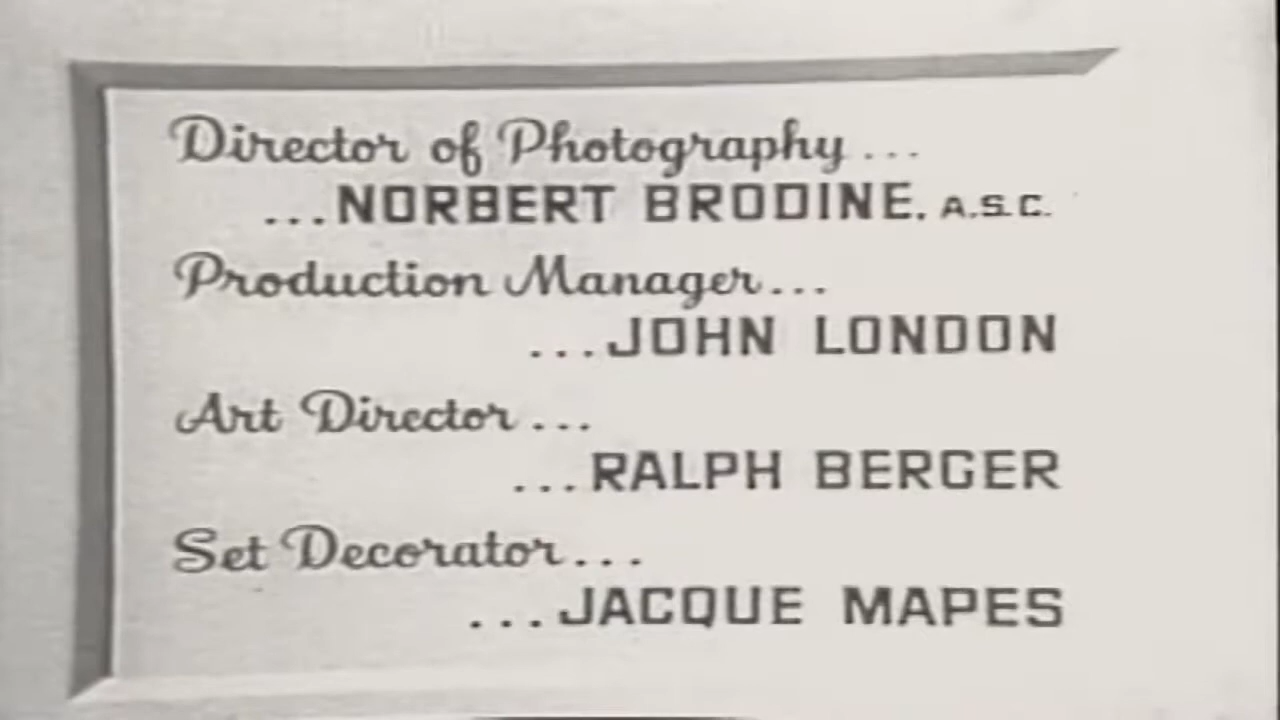 Director of Photography...
...NORBERT BRODINE, A.S.C.
Production Manager...
...JOHN LONDON
Art Director...
...RALPH BERGER
Set Decorator...
...JACQUE MAPES